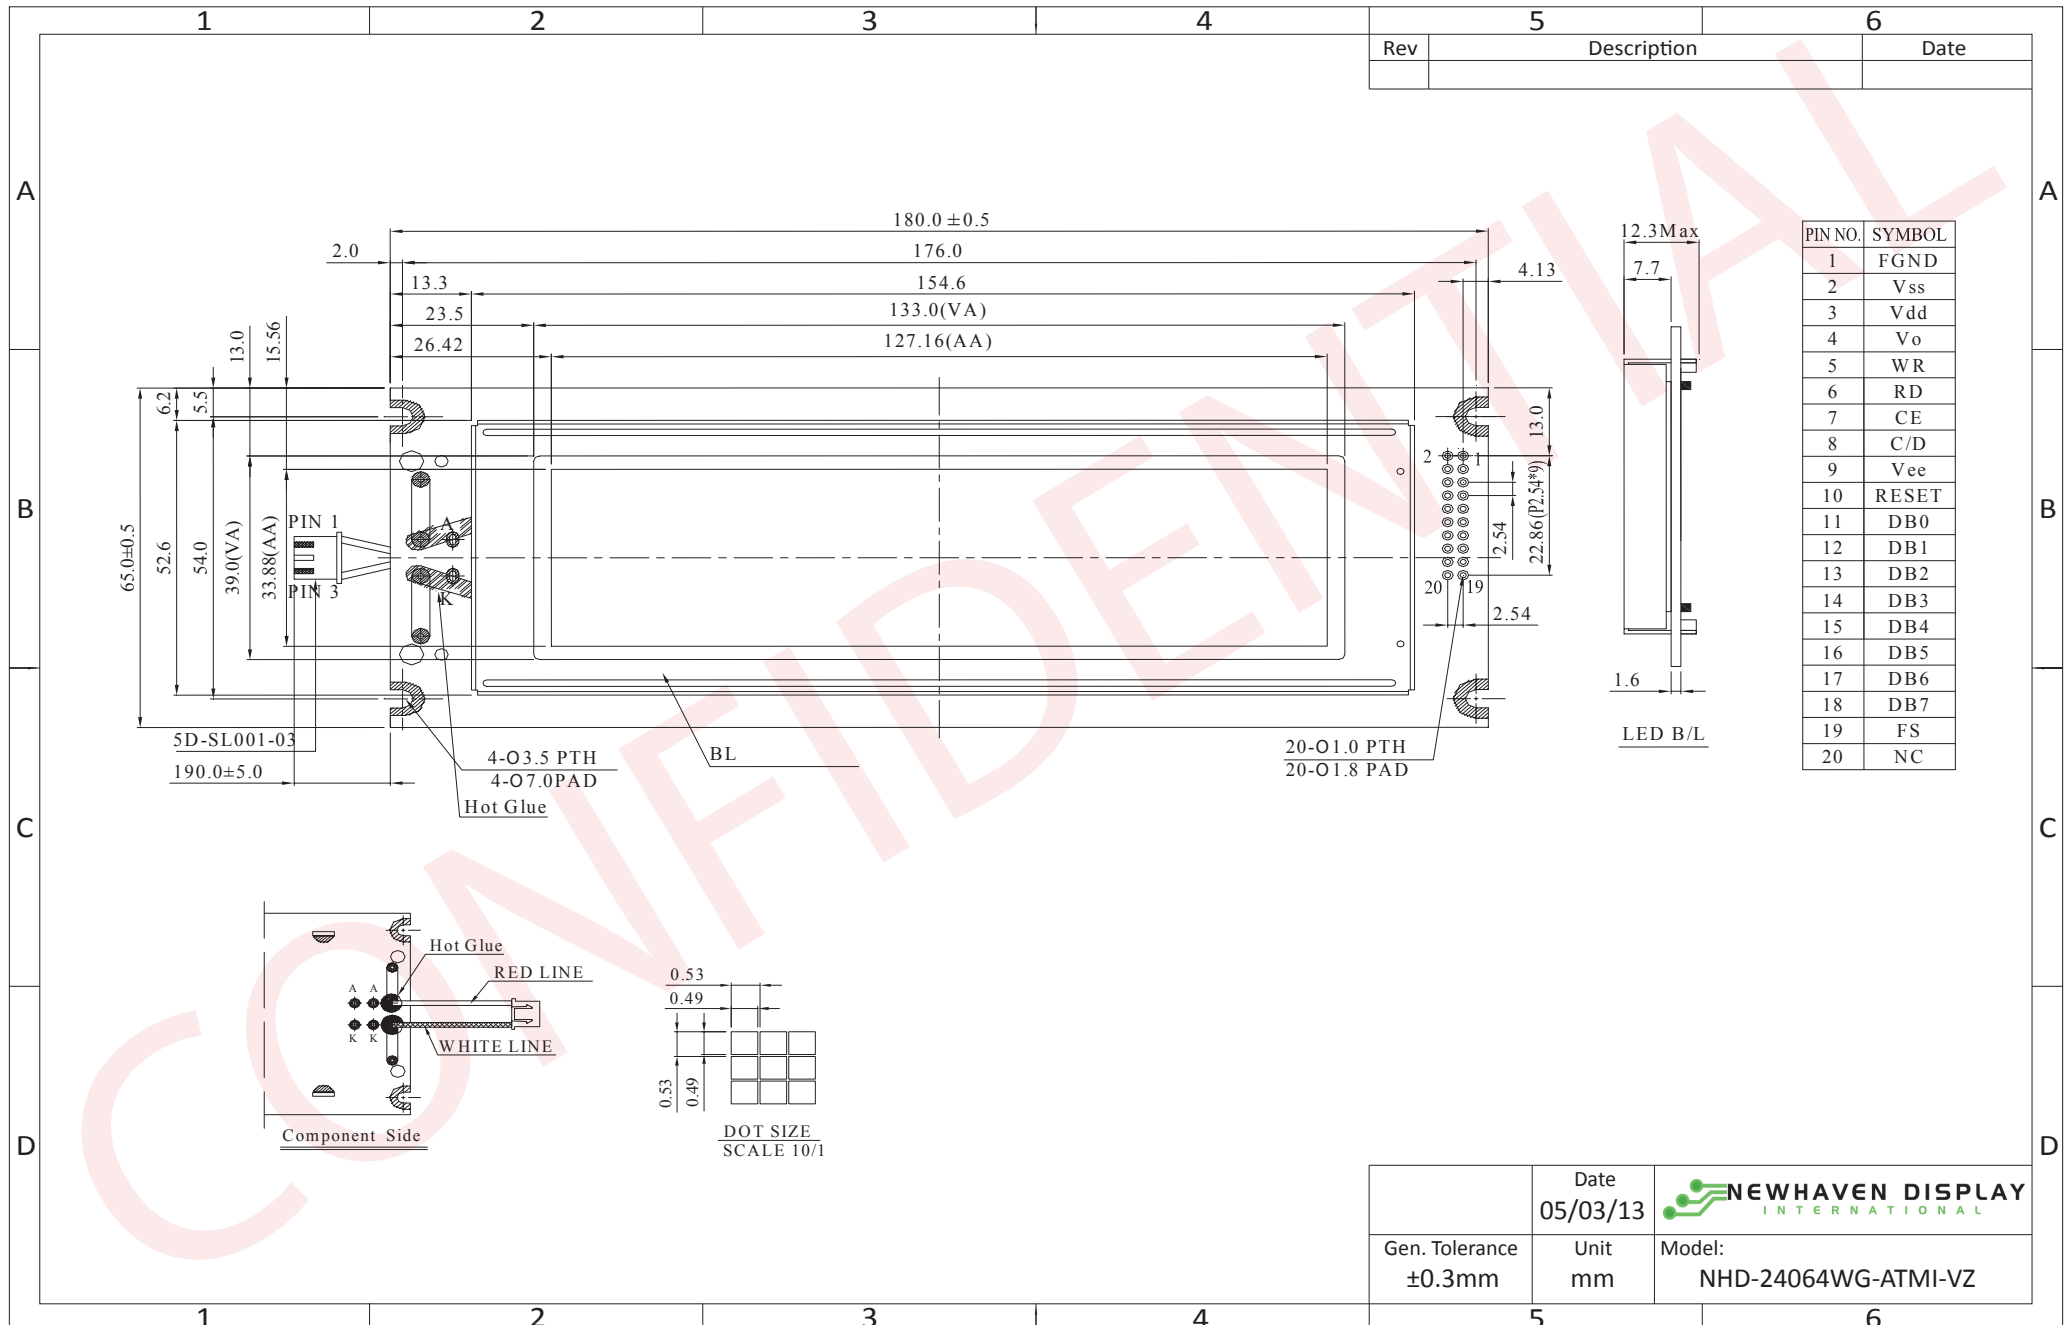 1 2 3 4 5 6
Rev Description Date
A A
B B
C C
D D
180.0 ±0.5
2.0 176.0
4.13
13.3 154.6
23.5 133.0(VA)
26.42 127.16(AA)
13.0
15.56
6.2
5.5
65.0±0.5
52.6
54.0
39.0(VA)
33.88(AA)
PIN 1
PIN 3
A
K
2 1
20 19
13.0
2.54
22.86(P2.54*9)
2.54
5D-SL001-03
190.0±5.0
4-O3.5 PTH
4-O7.0PAD
Hot Glue
BL
20-O1.0 PTH
20-O1.8 PAD
12.3Max
7.7
1.6
LED B/L
PIN NO. SYMBOL
1 FGND
2 Vss
3 Vdd
4 Vo
5 WR
6 RD
7 CE
8 C/D
9 Vee
10 RESET
11 DB0
12 DB1
13 DB2
14 DB3
15 DB4
16 DB5
17 DB6
18 DB7
19 FS
20 NC
CONFIDENTIAL
Hot Glue
RED LINE
A A
K K
WHITE LINE
Component Side
0.53
0.49
0.53
0.49
DOT SIZE
SCALE 10/1
Date
05/03/13
NEWHAVEN DISPLAY
INTERNATIONAL
Gen. Tolerance
±0.3mm
Unit
mm
Model:
NHD-24064WG-ATMI-VZ
1 2 3 4 5 6